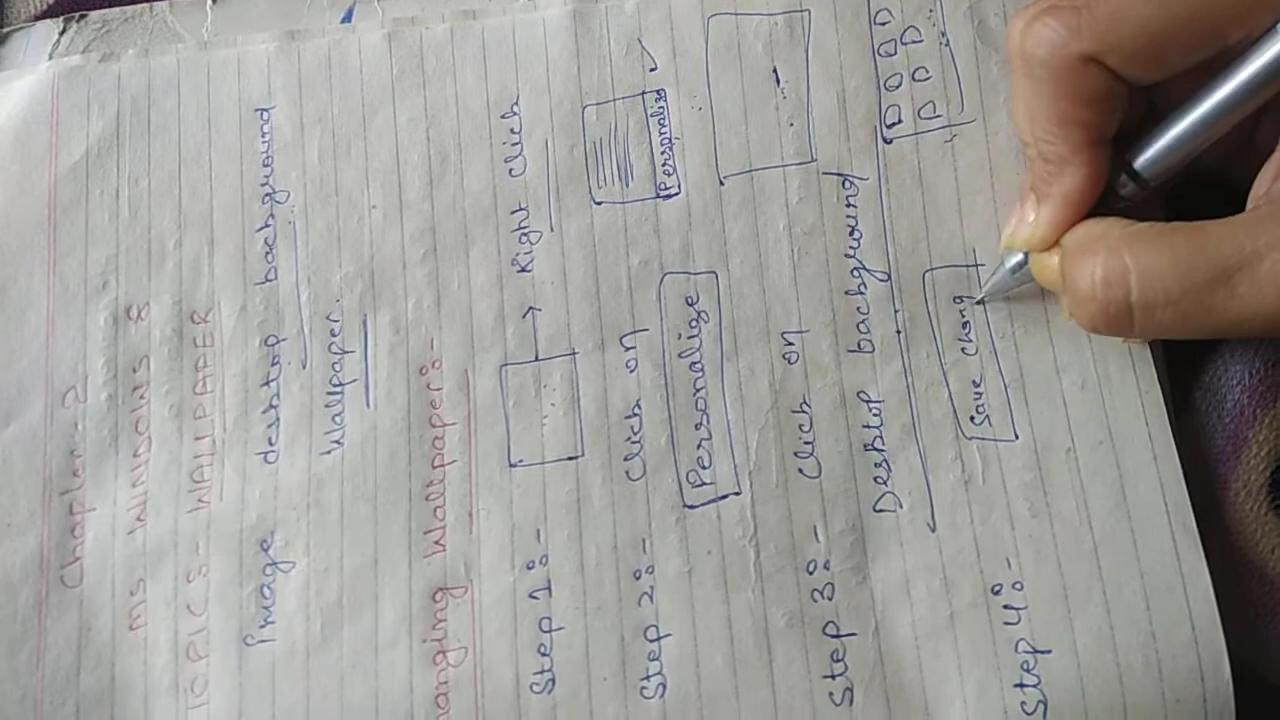 Chapter-2
MS WINDOWS 8
TOPICS:- WALLPAPER
Image desktop background
Wallpaper.
hanging Wallpaper:-
Step 1:- → Right Click
Step 2:- Click on
Personalize
Personalize
Step 3:- Click on
Desktop background
Save Chang
Step 4:-